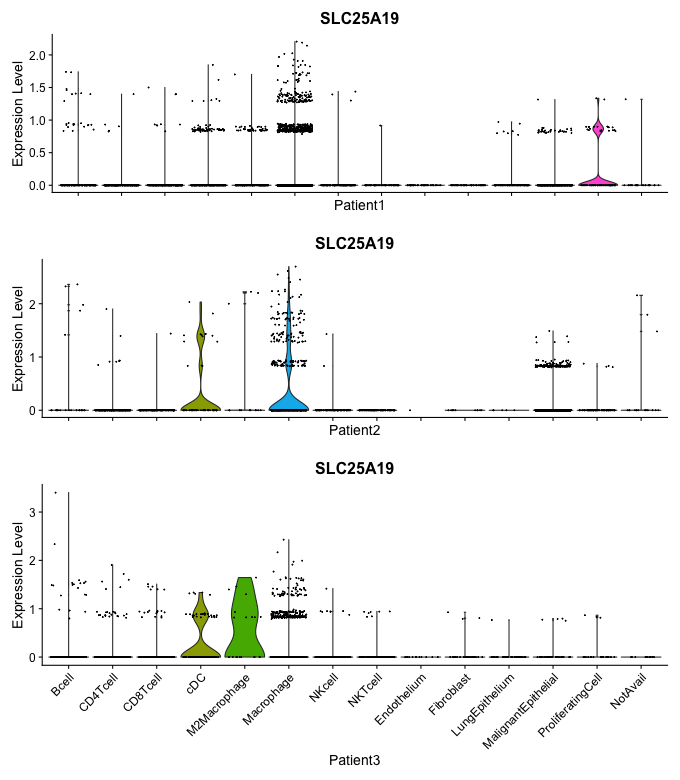 SLC25A19
Expression Level
2.0
1.5
1.0
0.5
0.0
Patient1
SLC25A19
Expression Level
2
1
0
Patient2
SLC25A19
Expression Level
3
2
1
0
Bcell
CD4Tcell
CD8Tcell
cDC
M2Macrophage
Macrophage
NKcell
NKTcell
Endothelium
Fibroblast
LungEpithelium
MalignantEpithelial
ProliferatingCell
NotAvail
Patient3